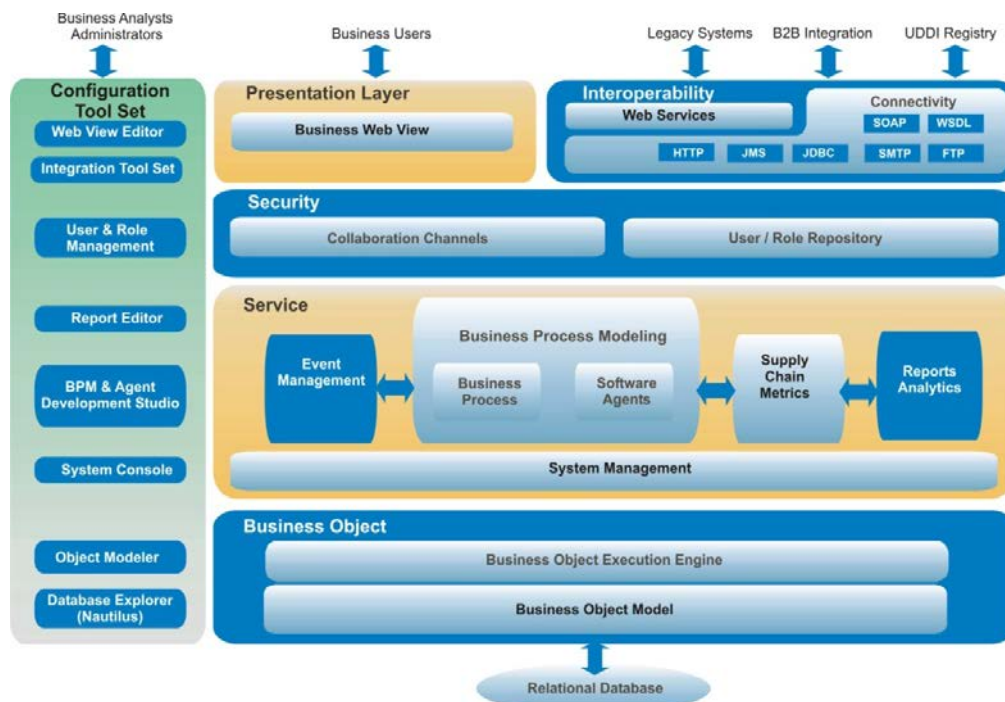 Business Analysts
Administrators
Business Users
Legacy Systems
B2B Integration
UDDI Registry
Configuration
Tool Set
Web View Editor
Integration Tool Set
User & Role
Management
Report Editor
BPM & Agent
Development Studio
System Console
Object Modeler
Database Explorer
(Nautilus)
Presentation Layer
Business Web View
Interoperability
Web Services
Connectivity
SOAP
WSDL
HTTP
JMS
JDBC
SMTP
FTP
Security
Collaboration Channels
User / Role Repository
Service
Event
Management
Business Process Modeling
Business
Process
Software
Agents
Supply
Chain
Metrics
Reports
Analytics
System Management
Business Object
Business Object Execution Engine
Business Object Model
Relational Database